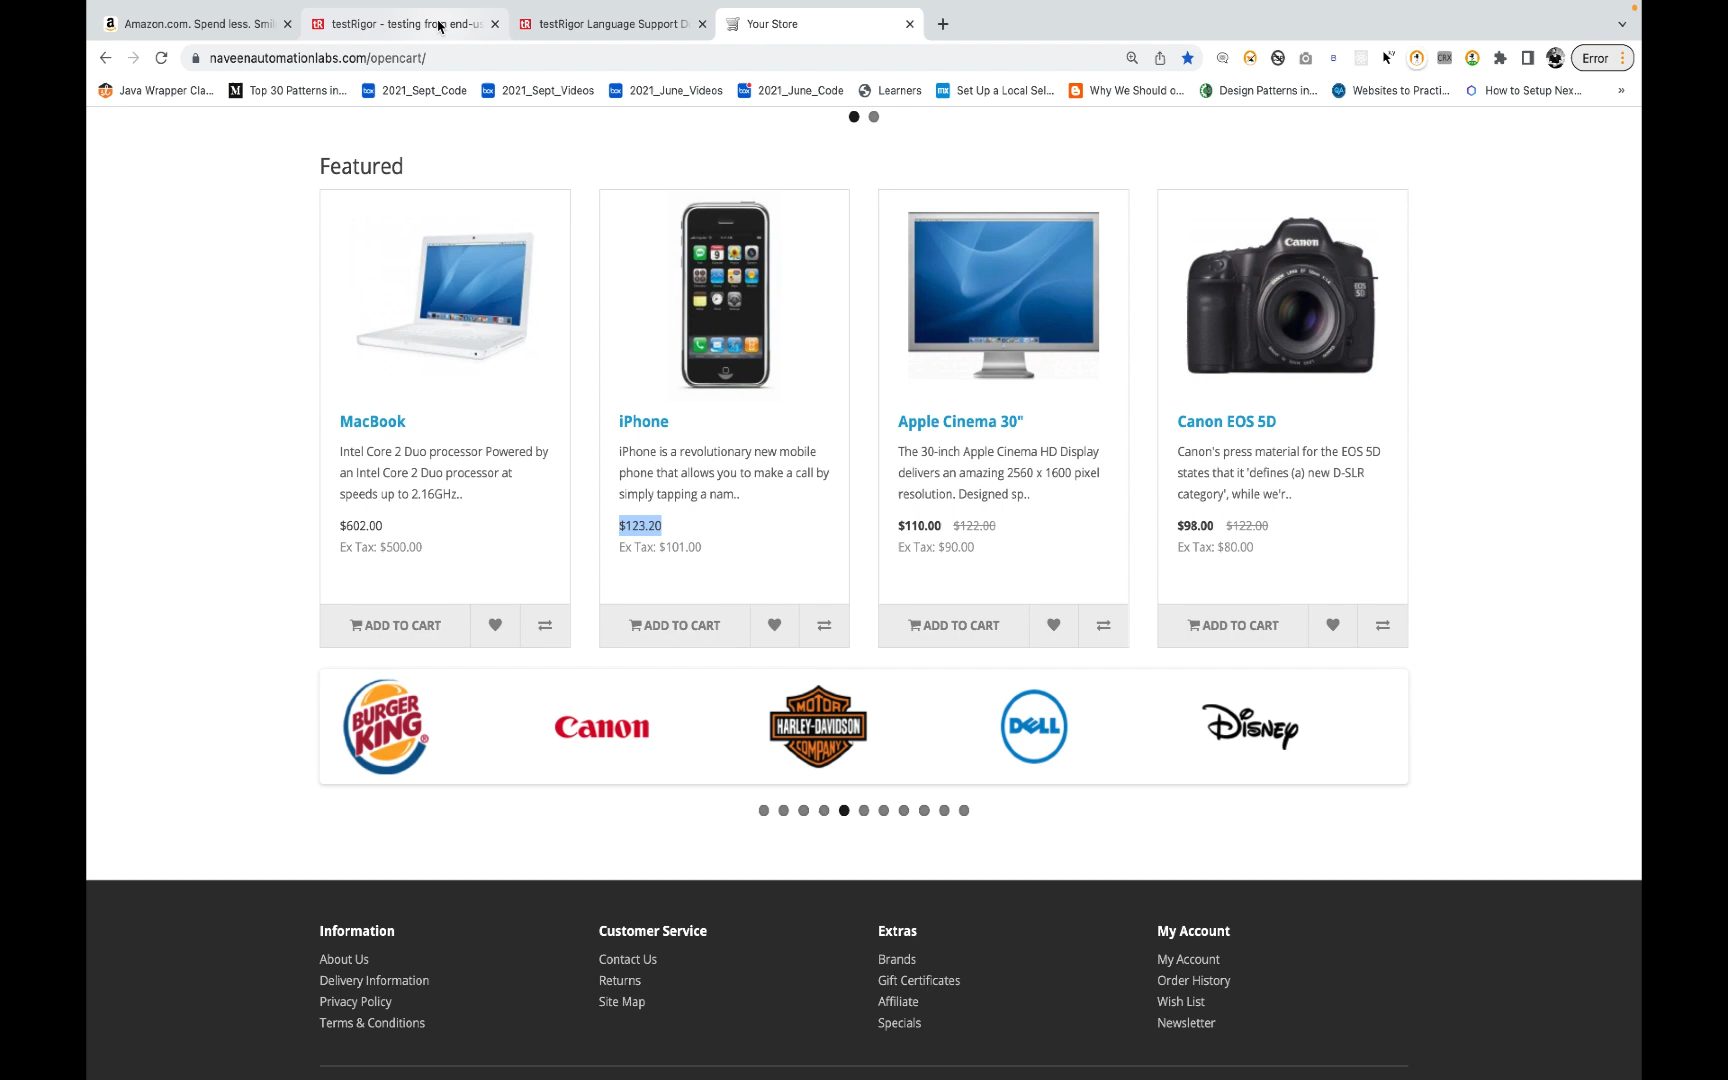 Amazon.com. Spend less. Smi
testRigor - testing from end-us
testRigor Language Support D
Your Store
naveenautomationlabs.com/opencart/
Error
Java Wrapper Cla...
Top 30 Patterns in...
2021_Sept_Code
2021_Sept_Videos
2021_June_Videos
2021_June_Code
Learners
Set Up a Local Sel...
Why We Should o...
Design Patterns in...
Websites to Practi...
How to Setup Nex...
»
Featured
MacBook
Intel Core 2 Duo processor Powered by
an Intel Core 2 Duo processor at
speeds up to 2.16GHz..
$602.00
Ex Tax: $500.00
ADD TO CART
iPhone
iPhone is a revolutionary new mobile
phone that allows you to make a call by
simply tapping a nam..
$123.20
Ex Tax: $101.00
ADD TO CART
Apple Cinema 30"
The 30-inch Apple Cinema HD Display
delivers an amazing 2560 x 1600 pixel
resolution. Designed sp..
$110.00 $122.00
Ex Tax: $90.00
ADD TO CART
Canon
Canon EOS 5D
Canon's press material for the EOS 5D
states that it 'defines (a) new D-SLR
category', while we'r..
$98.00 $122.00
Ex Tax: $80.00
ADD TO CART
BURGER
KING
Canon
MOTOR
HARLEY-DAVIDSON
COMPANY
DELL
Disney
Information
About Us
Delivery Information
Privacy Policy
Terms & Conditions
Customer Service
Contact Us
Returns
Site Map
Extras
Brands
Gift Certificates
Affiliate
Specials
My Account
My Account
Order History
Wish List
Newsletter